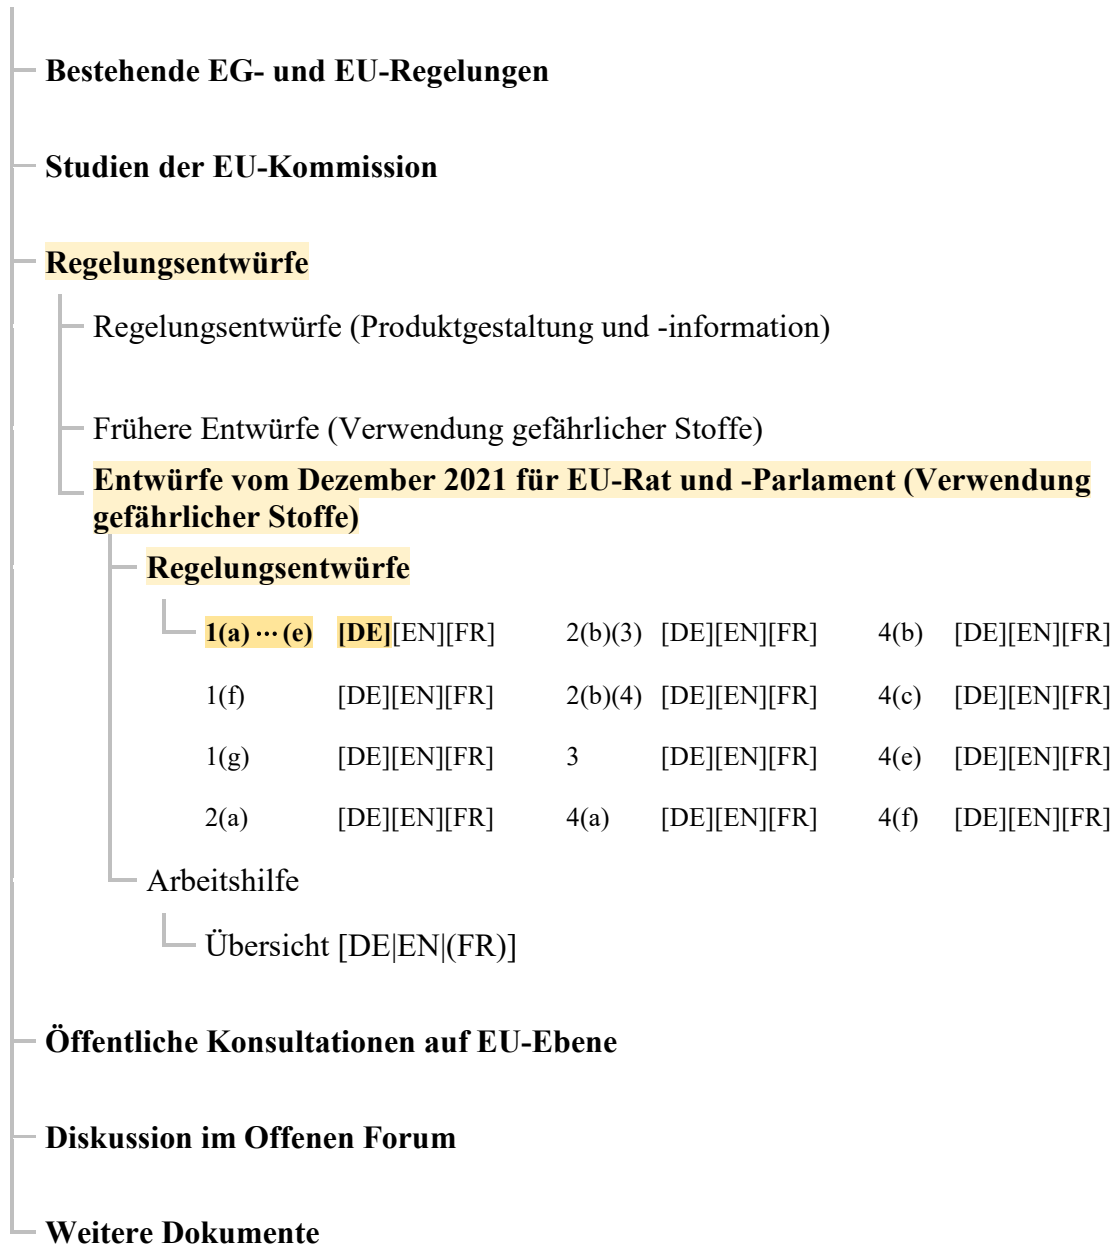 Bestehende EG- und EU-Regelungen
Studien der EU-Kommission
Regelungsentwürfe
Regelungsentwürfe (Produktgestaltung und -information)
Frühere Entwürfe (Verwendung gefährlicher Stoffe)
Entwürfe vom Dezember 2021 für EU-Rat und -Parlament (Verwendung
gefährlicher Stoffe)
Regelungsentwürfe
1(a) ··· (e) [DE][EN][FR] 2(b)(3) [DE][EN][FR] 4(b) [DE][EN][FR]
1(f) [DE][EN][FR] 2(b)(4) [DE][EN][FR] 4(c) [DE][EN][FR]
1(g) [DE][EN][FR] 3 [DE][EN][FR] 4(e) [DE][EN][FR]
2(a) [DE][EN][FR] 4(a) [DE][EN][FR] 4(f) [DE][EN][FR]
Arbeitshilfe
Übersicht [DE|EN|(FR)]
Öffentliche Konsultationen auf EU-Ebene
Diskussion im Offenen Forum
Weitere Dokumente